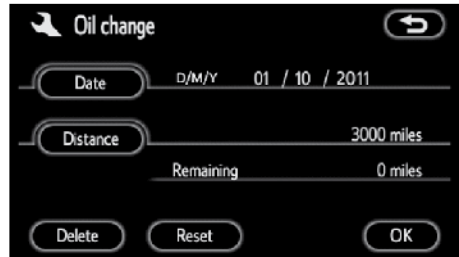 Oil change
Date D/M/Y 01 / 10 / 2011
Distance 3000 miles
Remaining 0 miles
Delete Reset OK